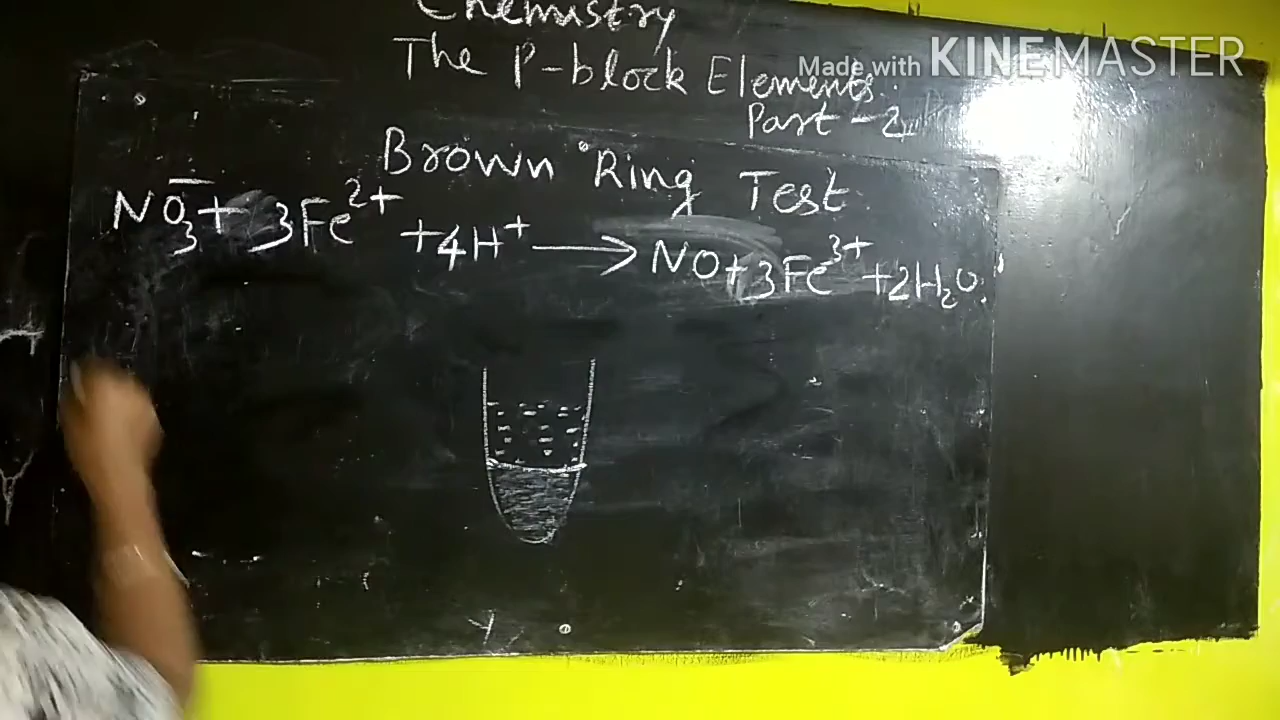 Chemistry
The P-block Elements.
Made with KINEMASTER
Part-2
Brown Ring Test
NO₃⁻ + 3Fe²⁺ + 4H⁺ ⟶ NO + 3Fe³⁺ + 2H₂O.